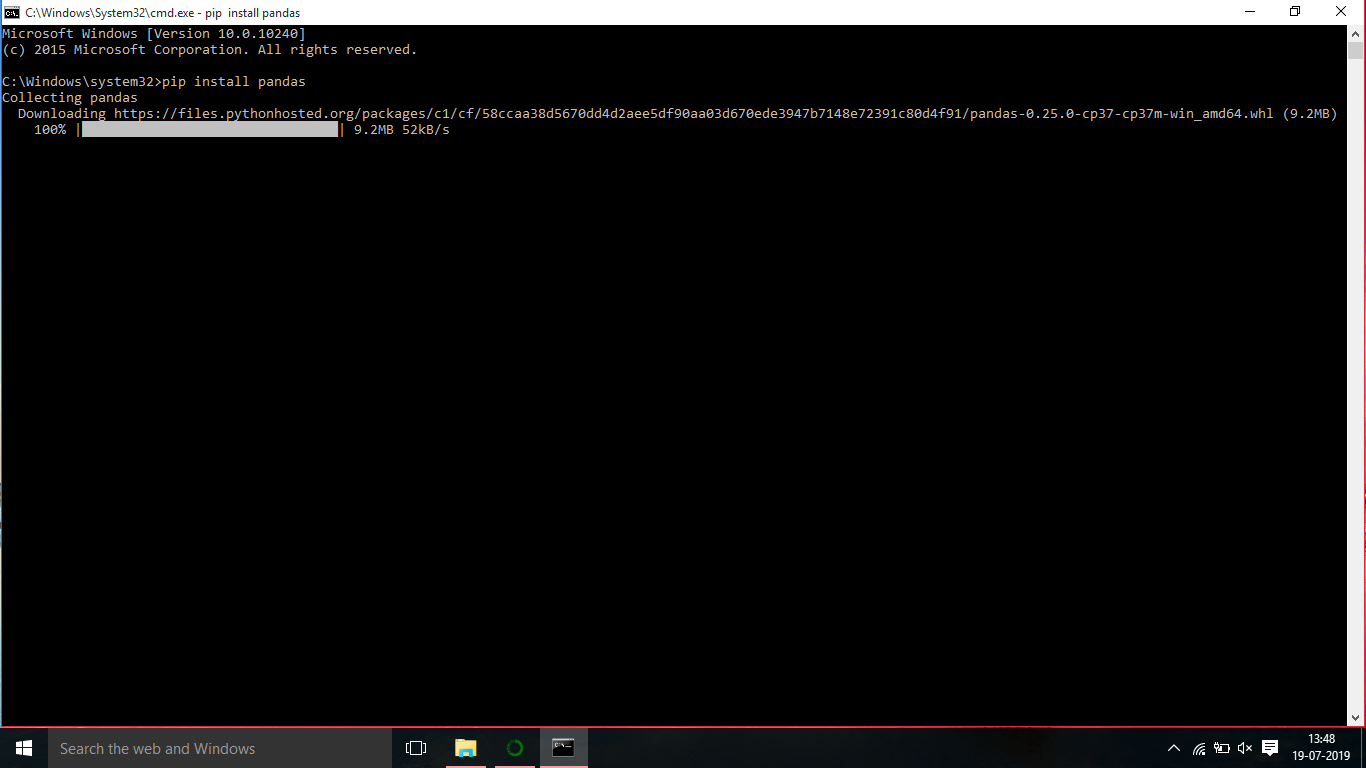 C:\Windows\System32\cmd.exe - pip  install pandas
Microsoft Windows [Version 10.0.10240]
(c) 2015 Microsoft Corporation. All rights reserved.
C:\Windows\system32>pip install pandas
Collecting pandas
  Downloading https://files.pythonhosted.org/packages/c1/cf/58ccaa38d5670dd4d2aee5df90aa03d670ede3947b7148e72391c80d4f91/pandas-0.25.0-cp37-cp37m-win_amd64.whl (9.2MB)
    100% |████████████████████████████████| 9.2MB 52kB/s
Search the web and Windows
13:48
19-07-2019